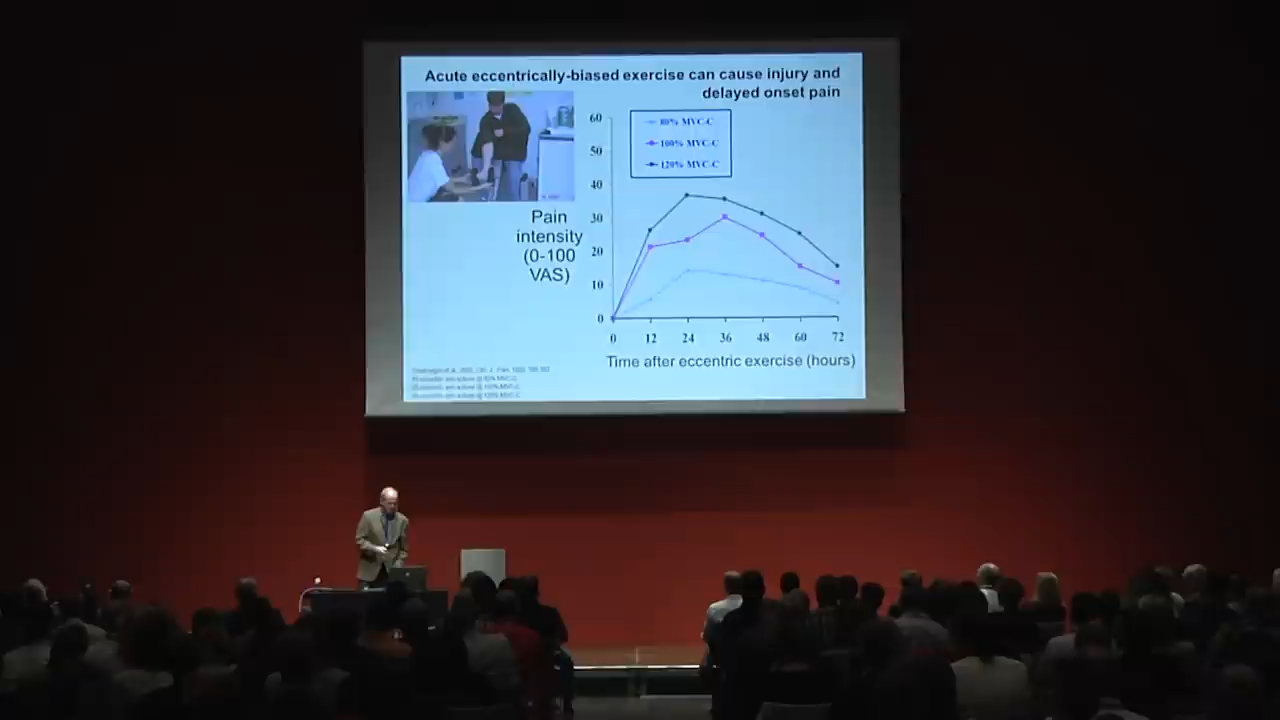 Acute eccentrically-biased exercise can cause injury and
delayed onset pain
60
50
40
30
20
10
0
80% MVC-C
100% MVC-C
120% MVC-C
Pain
intensity
(0-100
VAS)
0 12 24 36 48 60 72
Time after eccentric exercise (hours)